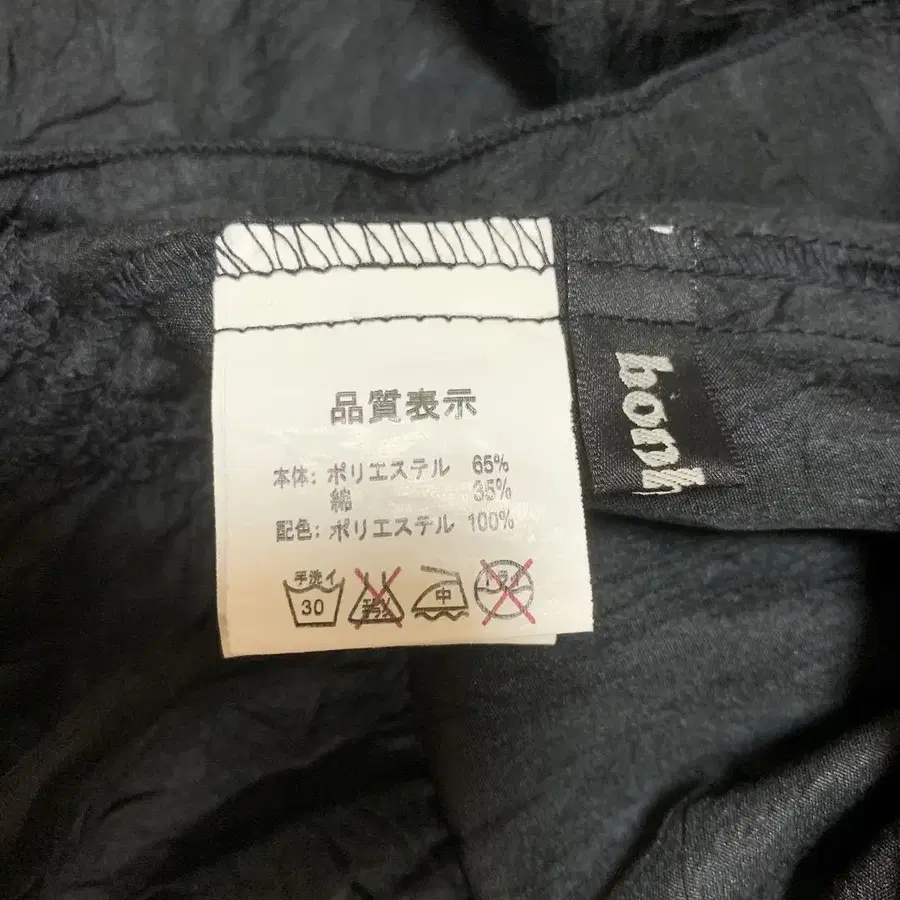 品質表示
本体: ポリエステル 65%
綿 35%
配色: ポリエステル 100%
手洗イ
30
中
bonh